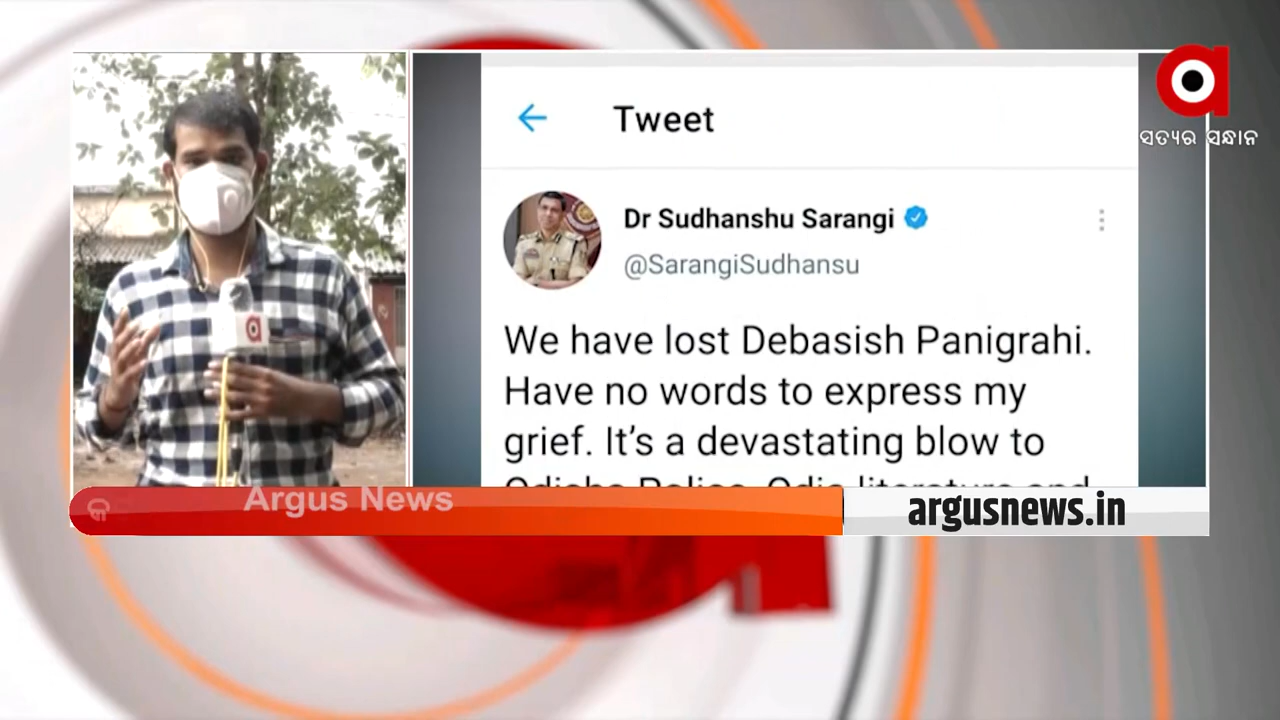 Tweet
Dr Sudhanshu Sarangi
@SarangiSudhansu
We have lost Debasish Panigrahi.
Have no words to express my
grief. It’s a devastating blow to
ସତ୍ୟର ସନ୍ଧାନ
Argus News
argusnews.in